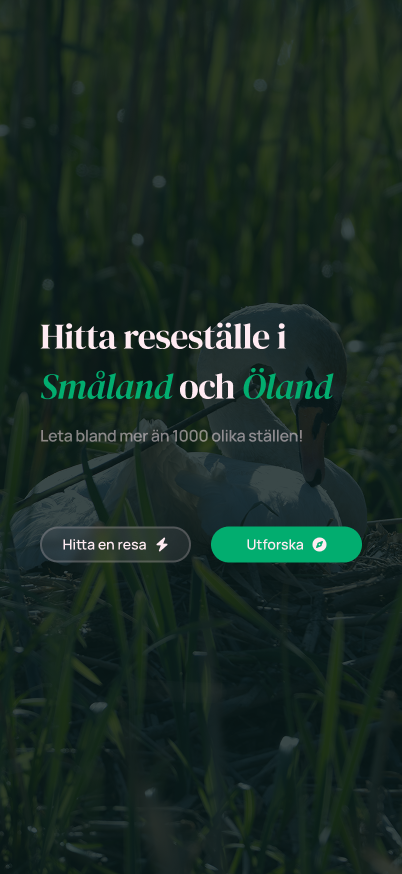 Hitta reseställe i
Småland och Öland
Leta bland mer än 1000 olika ställen!
Hitta en resa
Utforska